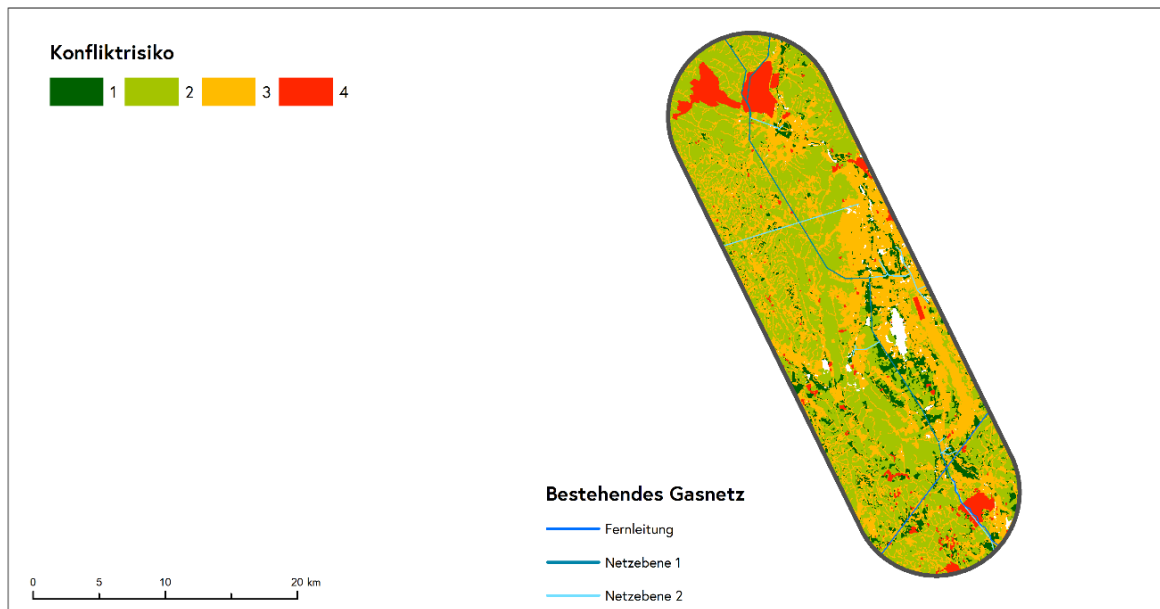 Konfliktrisiko
1 2 3 4
Bestehendes Gasnetz
Fernleitung
Netzebene 1
Netzebene 2
0 5 10 20 km